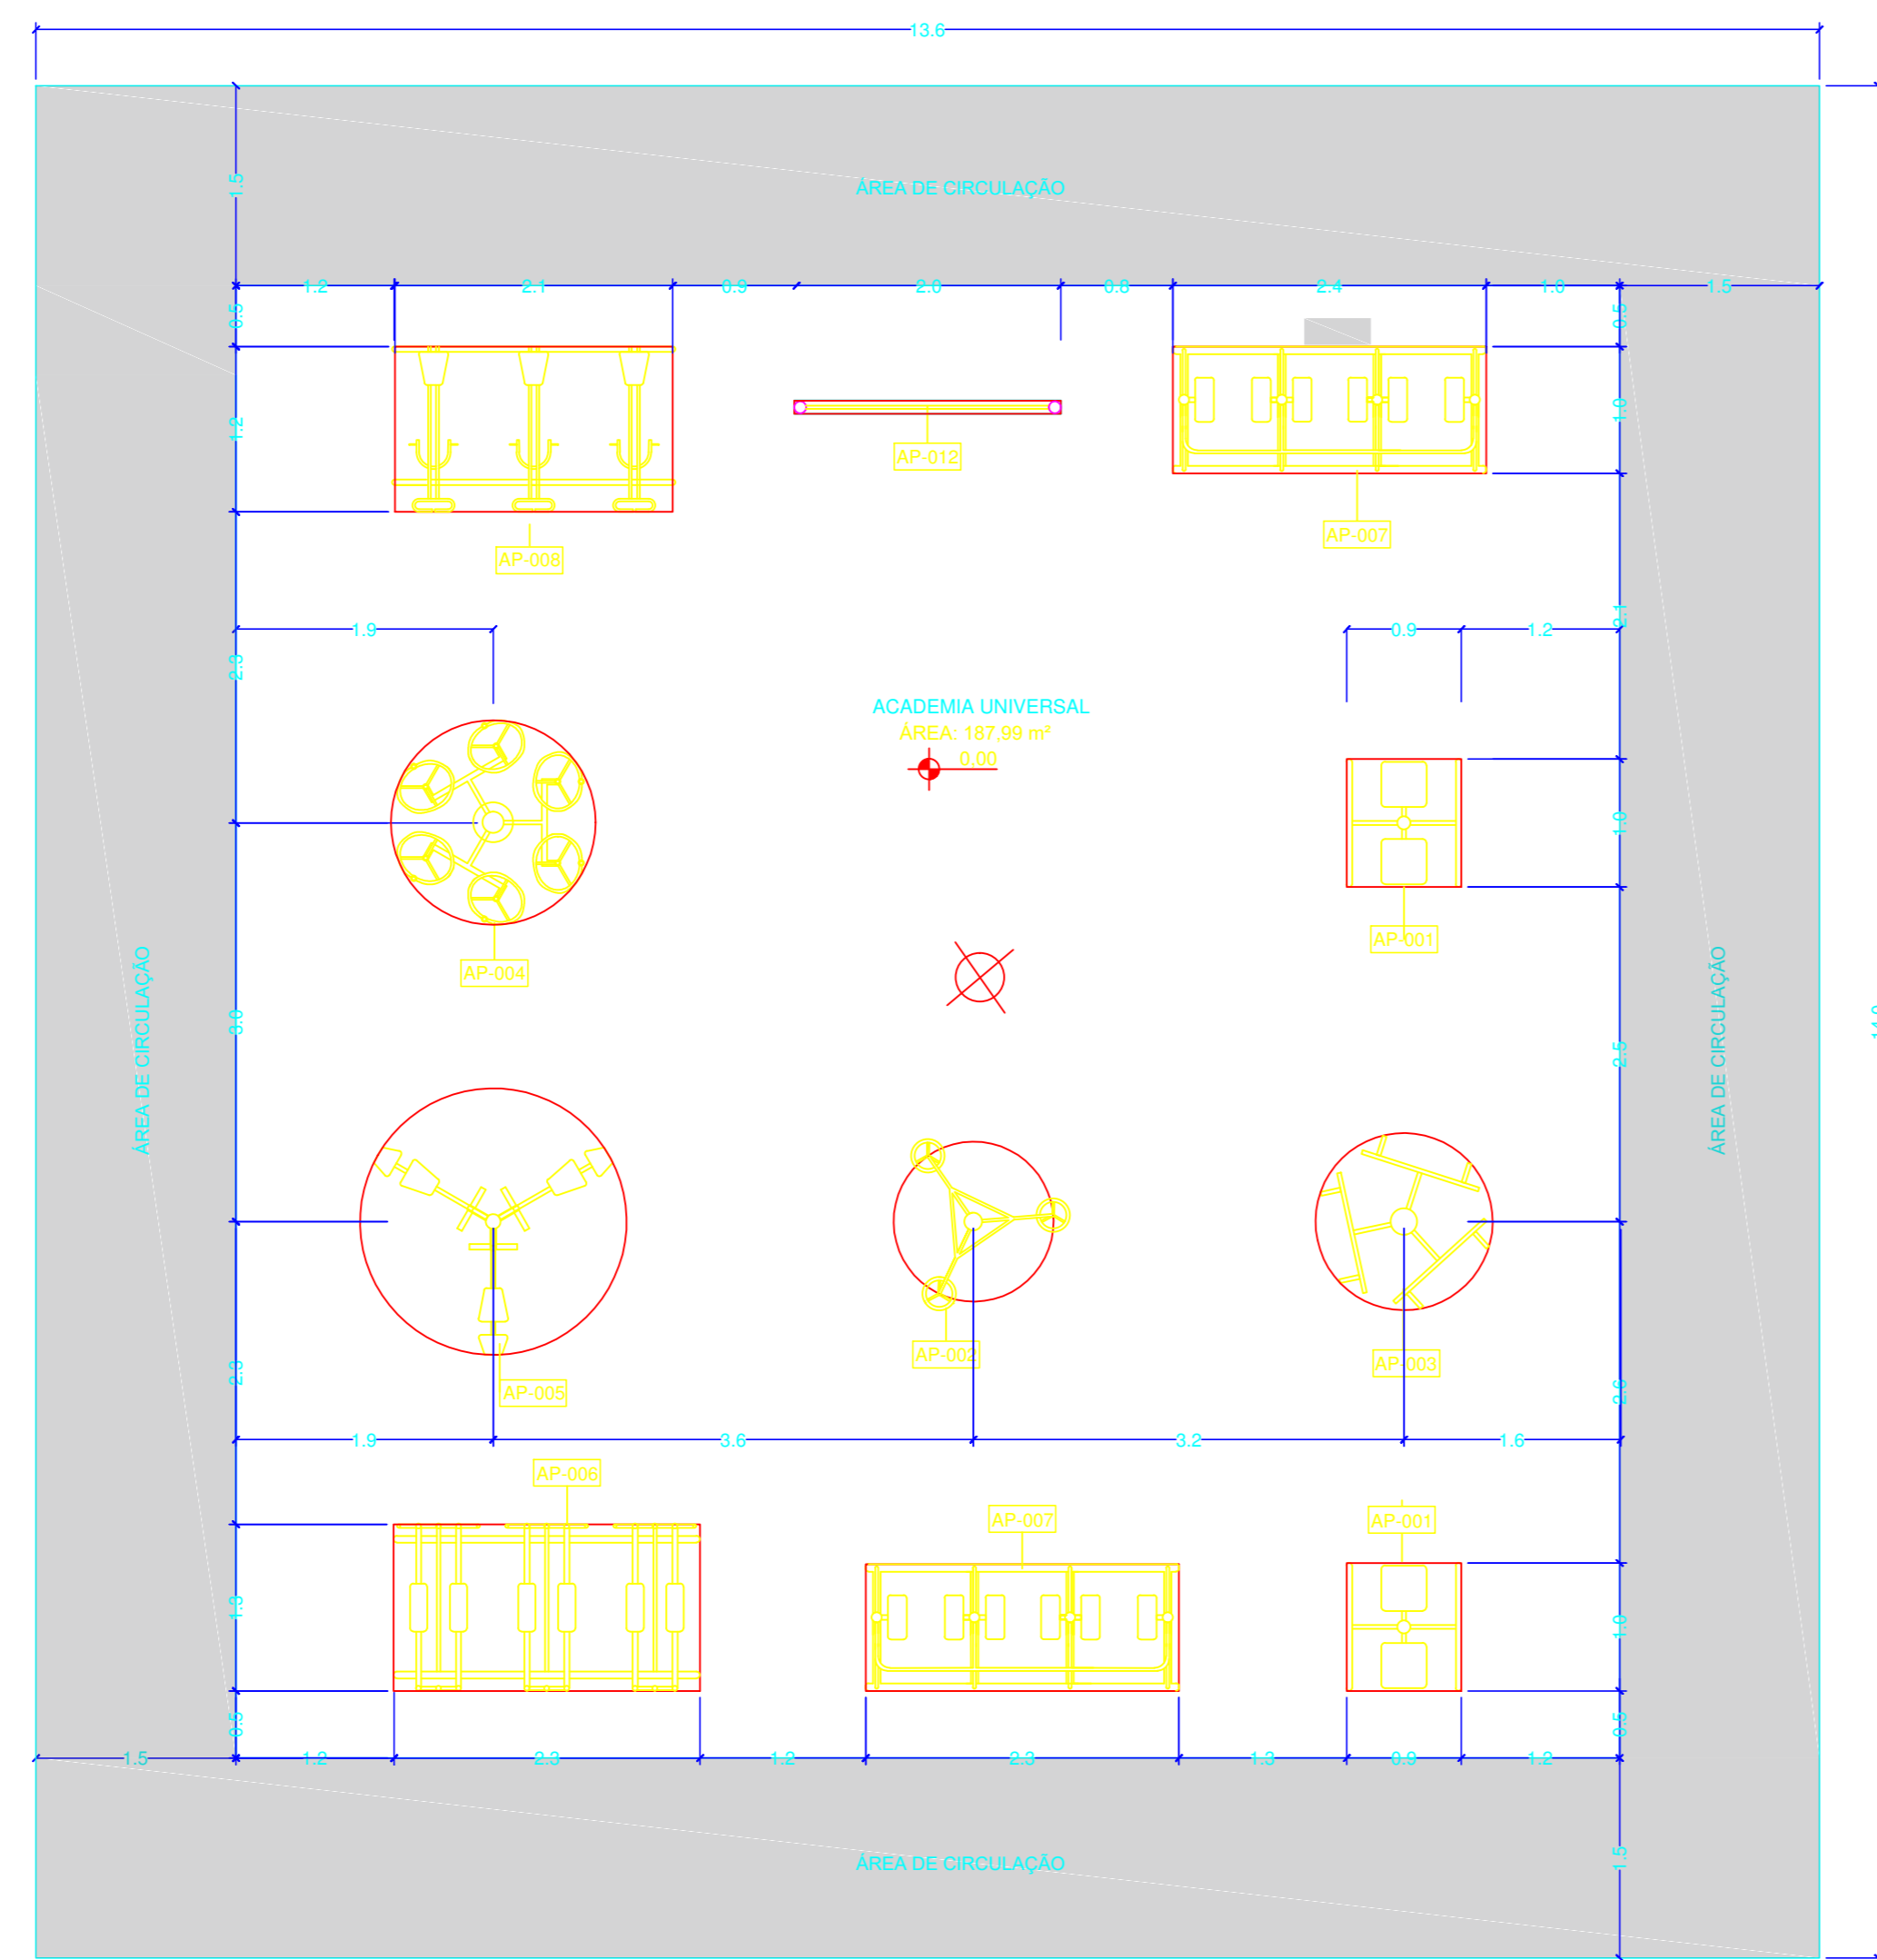 13.6
1.5
ÁREA DE CIRCULAÇÃO
1.2
2.1
0.9
2.0
0.8
2.4
1.0
1.5
0.5
0.5
1.2
1.0
AP-012
AP-007
AP-008
2.1
1.9
0.9
1.2
2.3
ACADEMIA UNIVERSAL
ÁREA: 187,99 m²
0,00
1.0
AP-001
AP-004
ÁREA DE CIRCULAÇÃO
ÁREA DE CIRCULAÇÃO
3.0
2.5
AP-002
AP-003
2.3
AP-005
2.6
1.9
3.6
3.2
1.6
AP-006
AP-007
AP-001
1.3
1.0
0.5
0.5
1.5
1.2
2.3
1.2
2.3
1.3
0.9
1.2
ÁREA DE CIRCULAÇÃO
1.5